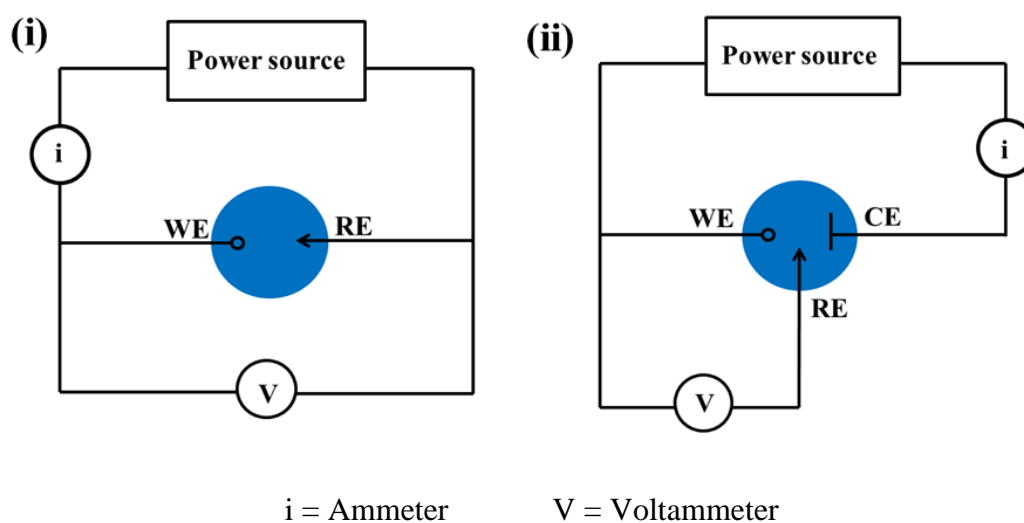 (i)
Power source
i
WE
RE
V
(ii)
Power source
i
WE
CE
RE
V
i = Ammeter V = Voltammeter